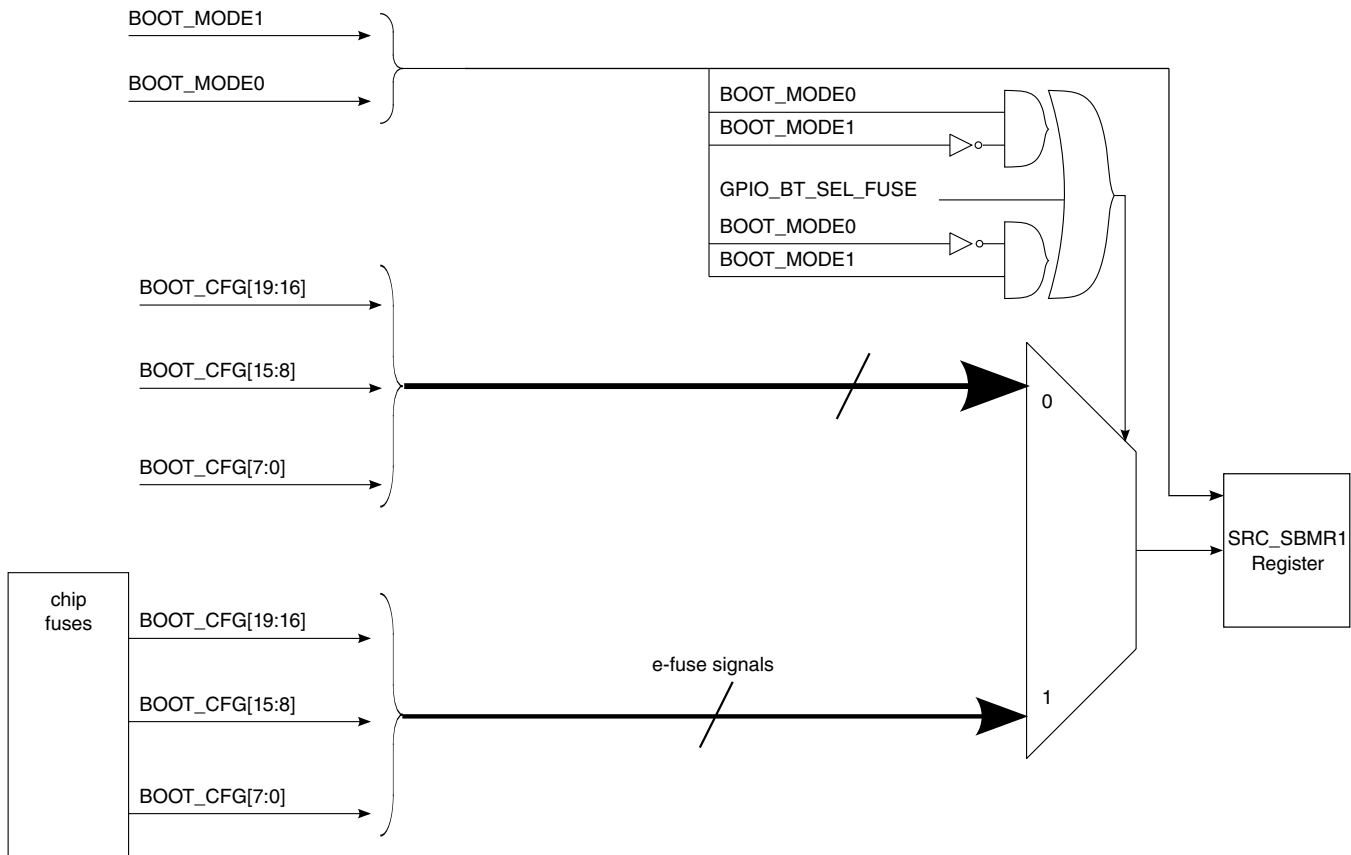 BOOT_MODE1
BOOT_MODE0
BOOT_MODE0
BOOT_MODE1
GPIO_BT_SEL_FUSE
BOOT_MODE0
BOOT_MODE1
BOOT_CFG[19:16]
BOOT_CFG[15:8]
BOOT_CFG[7:0]
0
SRC_SBMR1
Register
chip
fuses
BOOT_CFG[19:16]
BOOT_CFG[15:8]
BOOT_CFG[7:0]
e-fuse signals
1